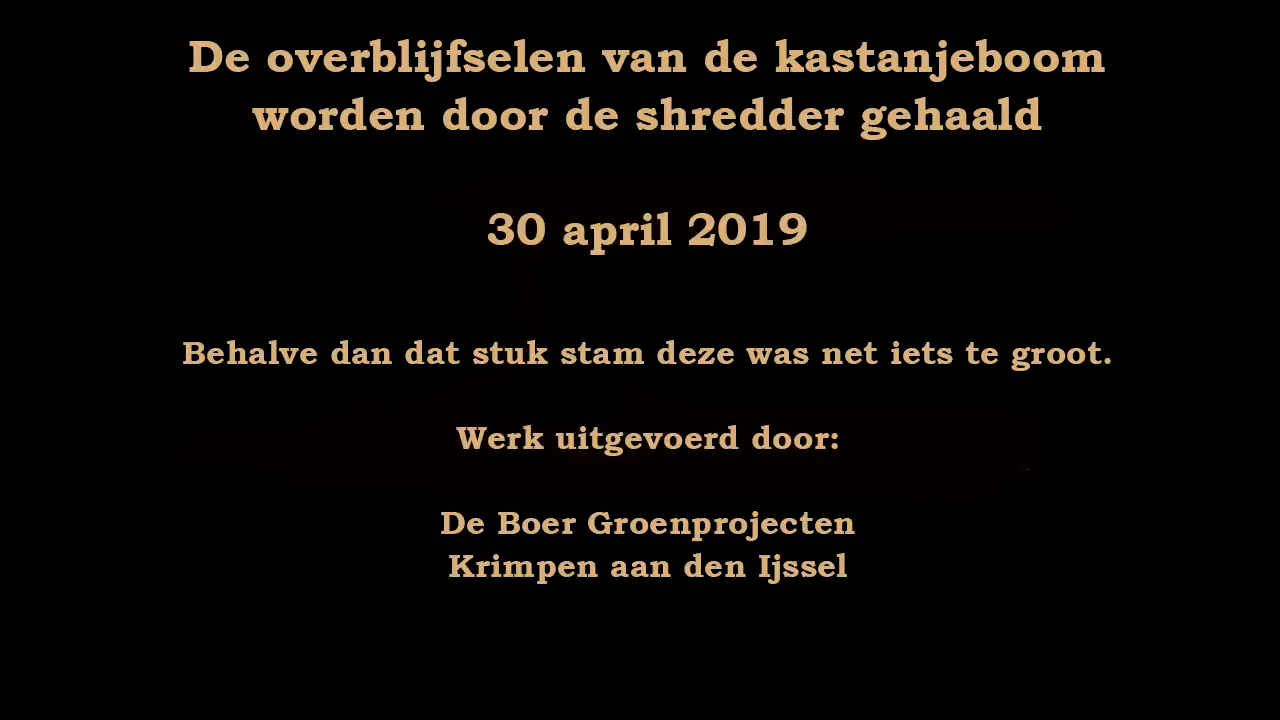 De overblijfselen van de kastanjeboom
worden door de shredder gehaald
30 april 2019
Behalve dan dat stuk stam deze was net iets te groot.
Werk uitgevoerd door:
De Boer Groenprojecten
Krimpen aan den Ijssel